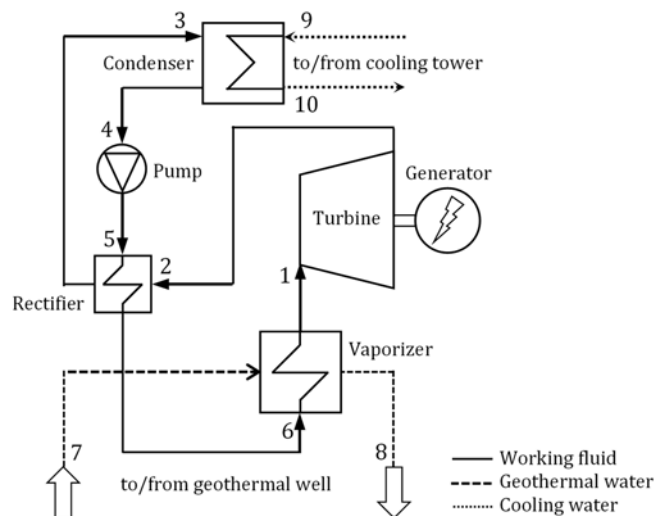 3
9
Condenser
to/from cooling tower
10
4
Pump
Generator
Turbine
5
2
1
Rectifier
Vaporizer
6
7
8
to/from geothermal well
Working fluid
Geothermal water
Cooling water